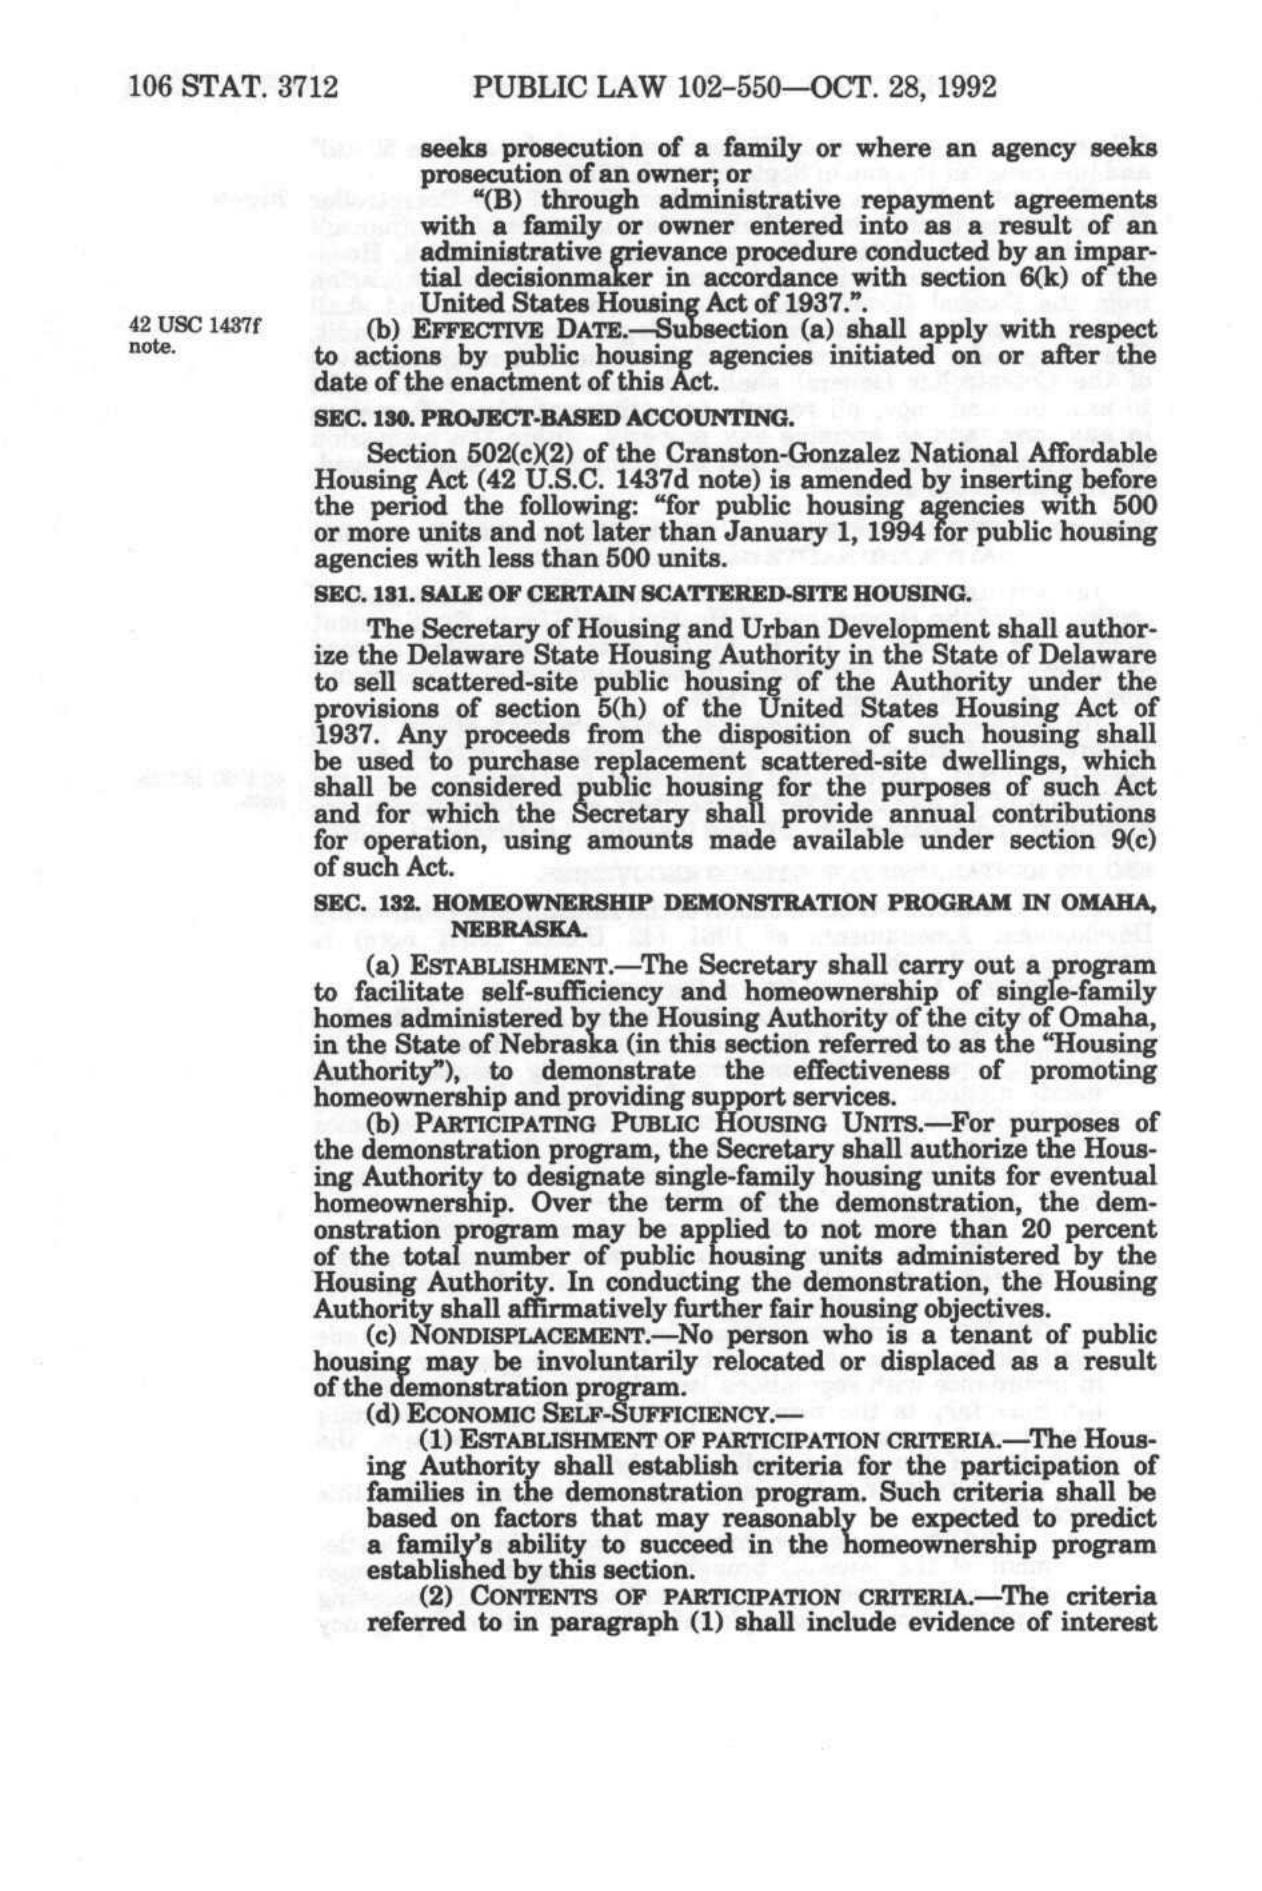 106 STAT. 3712 PUBLIC LAW 102-550—OCT. 28, 1992
seeks prosecution of a family or where an agency seeks
prosecution of an owner; or
“(B) through administrative repayment agreements
with a family or owner entered into as a result of an
administrative grievance procedure conducted by an impar-
tial decisionmaker in accordance with section 6(k) of the
United States Housing Act of 1937.”.
42 USC 1437f
note.
(b) EFFECTIVE DATE.—Subsection (a) shall apply with respect
to actions by public housing agencies initiated on or after the
date of the enactment of this Act.
SEC. 130. PROJECT-BASED ACCOUNTING.
Section 502(c)(2) of the Cranston-Gonzalez National Affordable
Housing Act (42 U.S.C. 1437d note) is amended by inserting before
the period the following: “for public housing agencies with 500
or more units and not later than January 1, 1994 for public housing
agencies with less than 500 units.
SEC. 131. SALE OF CERTAIN SCATTERED-SITE HOUSING.
The Secretary of Housing and Urban Development shall author-
ize the Delaware State Housing Authority in the State of Delaware
to sell scattered-site public housing of the Authority under the
provisions of section 5(h) of the United States Housing Act of
1937. Any proceeds from the disposition of such housing shall
be used to purchase replacement scattered-site dwellings, which
shall be considered public housing for the purposes of such Act
and for which the Secretary shall provide annual contributions
for operation, using amounts made available under section 9(c)
of such Act.
SEC. 132. HOMEOWNERSHIP DEMONSTRATION PROGRAM IN OMAHA,
NEBRASKA.
(a) ESTABLISHMENT.—The Secretary shall carry out a program
to facilitate self-sufficiency and homeownership of single-family
homes administered by the Housing Authority of the city of Omaha,
in the State of Nebraska (in this section referred to as the “Housing
Authority”), to demonstrate the effectiveness of promoting
homeownership and providing support services.
(b) PARTICIPATING PUBLIC HOUSING UNITS.—For purposes of
the demonstration program, the Secretary shall authorize the Hous-
ing Authority to designate single-family housing units for eventual
homeownership. Over the term of the demonstration, the dem-
onstration program may be applied to not more than 20 percent
of the total number of public housing units administered by the
Housing Authority. In conducting the demonstration, the Housing
Authority shall affirmatively further fair housing objectives.
(c) NONDISPLACEMENT.—No person who is a tenant of public
housing may be involuntarily relocated or displaced as a result
of the demonstration program.
(d) ECONOMIC SELF-SUFFICIENCY.—
(1) ESTABLISHMENT OF PARTICIPATION CRITERIA.—The Hous-
ing Authority shall establish criteria for the participation of
families in the demonstration program. Such criteria shall be
based on factors that may reasonably be expected to predict
a family's ability to succeed in the homeownership program
established by this section.
(2) CONTENTS OF PARTICIPATION CRITERIA.—The criteria
referred to in paragraph (1) shall include evidence of interest